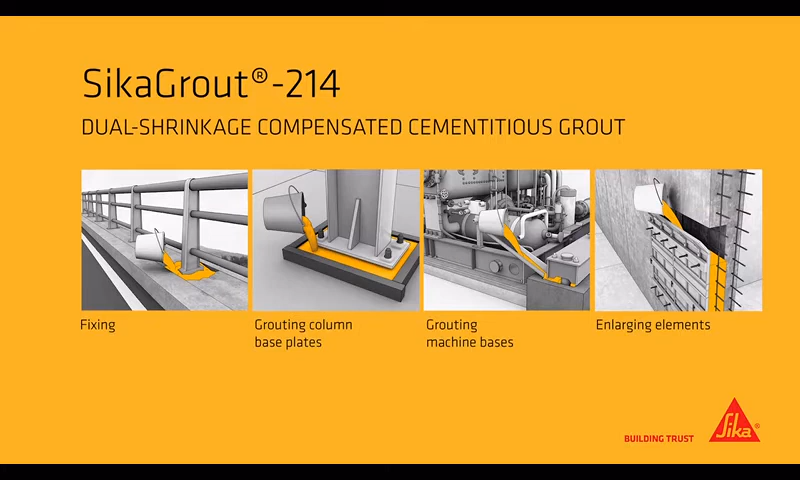 SikaGrout®-214
DUAL-SHRINKAGE COMPENSATED CEMENTITIOUS GROUT
Fixing
Grouting column
base plates
Grouting
machine bases
Enlarging elements
BUILDING TRUST
Sika®